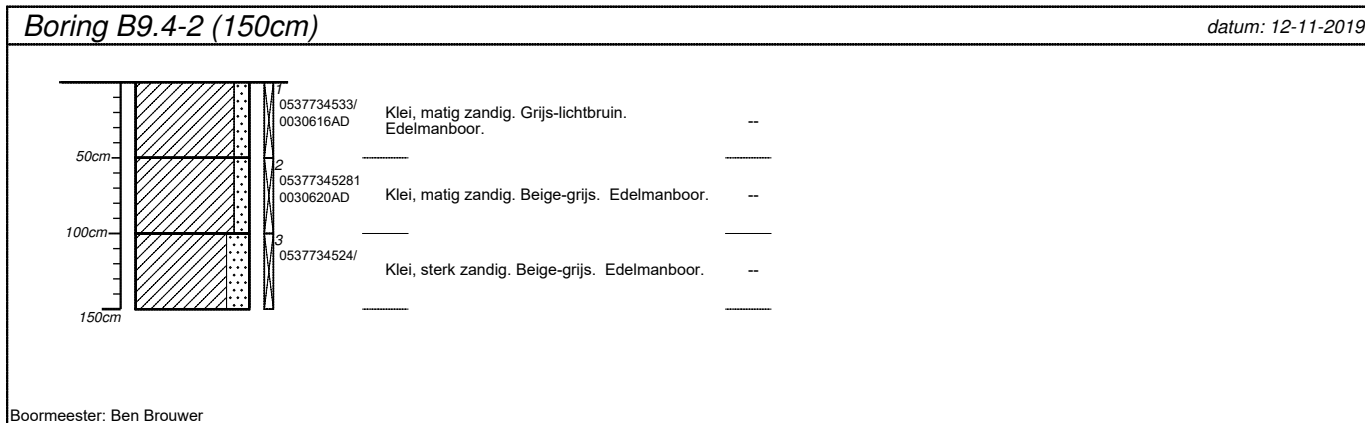 Boring B9.4-2 (150cm)
datum: 12-11-2019
1
0537734533/
0030616AD
Klei, matig zandig. Grijs-lichtbruin.
Edelmanboor.
--
50cm
2
05377345281
0030620AD
Klei, matig zandig. Beige-grijs. Edelmanboor.
--
100cm
3
0537734524/
Klei, sterk zandig. Beige-grijs. Edelmanboor.
--
150cm
Boormeester: Ben Brouwer